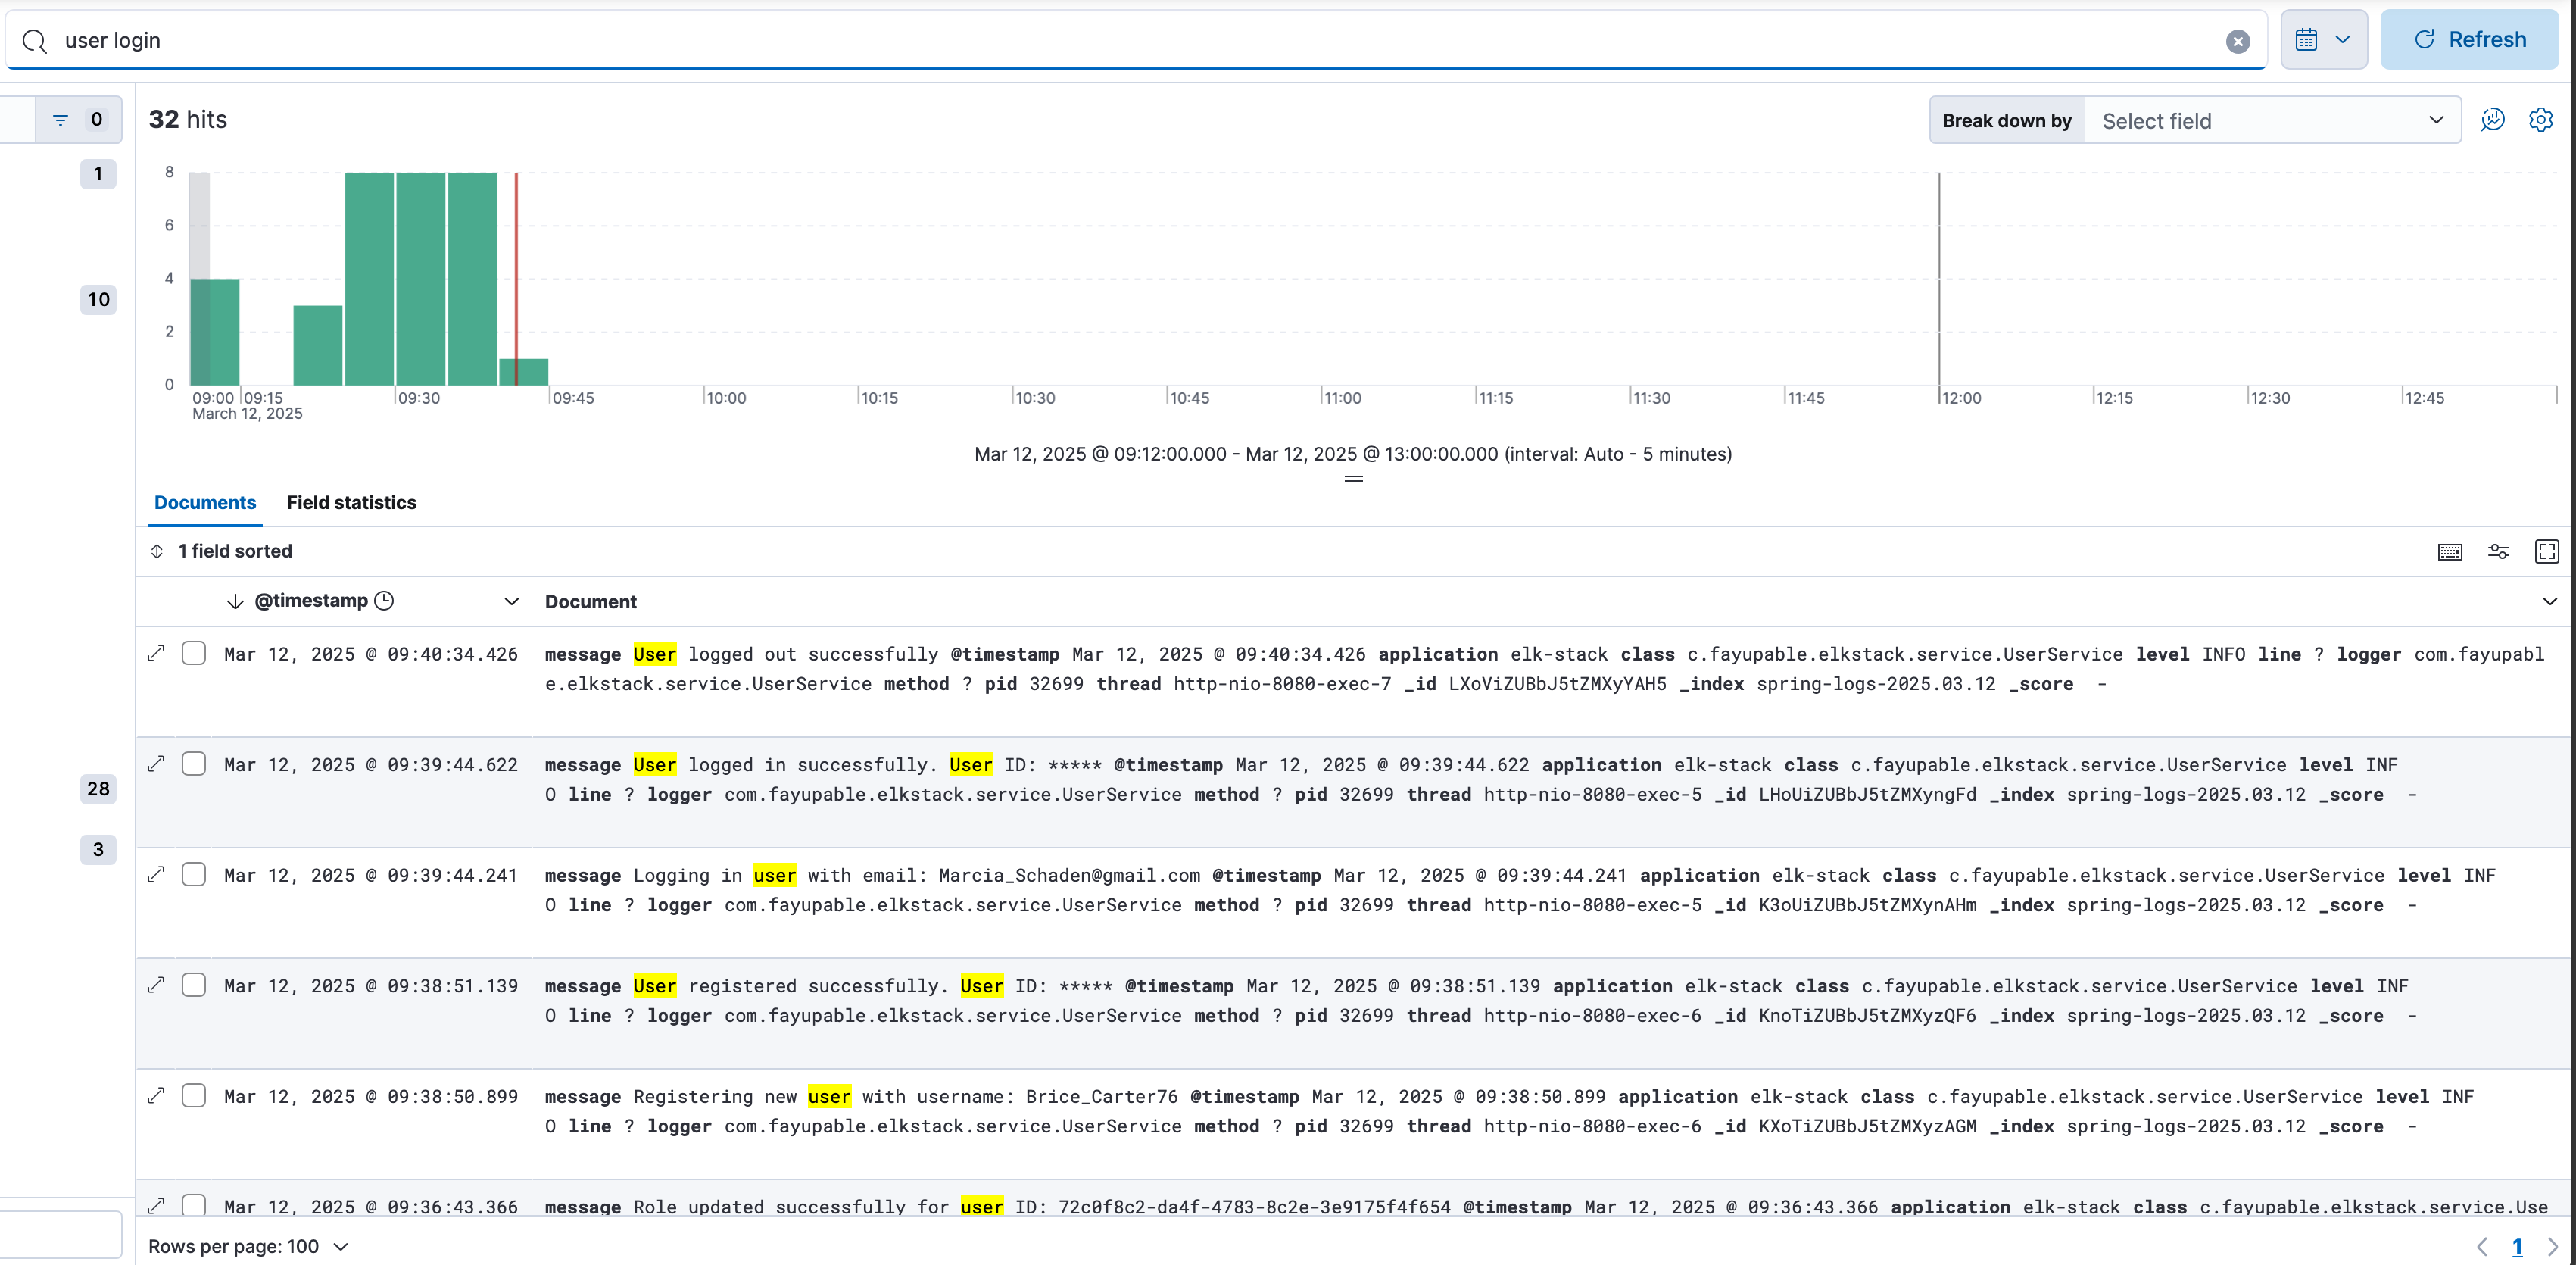 user login
Refresh
0
32 hits
Break down by Select field
1
8
6
10
4
2
0
09:00 09:15 09:30 09:45 10:00 10:15 10:30 10:45 11:00 11:15 11:30 11:45 12:00 12:15 12:30 12:45
March 12, 2025
Mar 12, 2025 @ 09:12:00.000 - Mar 12, 2025 @ 13:00:00.000 (interval: Auto - 5 minutes)
Documents Field statistics
1 field sorted
@timestamp Document
Mar 12, 2025 @ 09:40:34.426 message User logged out successfully @timestamp Mar 12, 2025 @ 09:40:34.426 application elk-stack class c.fayupable.elkstack.service.UserService level INFO line ? logger com.fayupabl
e.elkstack.service.UserService method ? pid 32699 thread http-nio-8080-exec-7 _id LXoViZUBbJ5tZMXyYAH5 _index spring-logs-2025.03.12 _score -
Mar 12, 2025 @ 09:39:44.622 message User logged in successfully. User ID: ***** @timestamp Mar 12, 2025 @ 09:39:44.622 application elk-stack class c.fayupable.elkstack.service.UserService level INF
28
O line ? logger com.fayupable.elkstack.service.UserService method ? pid 32699 thread http-nio-8080-exec-5 _id LHoUiZUBbJ5tZMXyngFd _index spring-logs-2025.03.12 _score -
3
Mar 12, 2025 @ 09:39:44.241 message Logging in user with email: Marcia_Schaden@gmail.com @timestamp Mar 12, 2025 @ 09:39:44.241 application elk-stack class c.fayupable.elkstack.service.UserService level INF
O line ? logger com.fayupable.elkstack.service.UserService method ? pid 32699 thread http-nio-8080-exec-5 _id K3oUiZUBbJ5tZMXynAHm _index spring-logs-2025.03.12 _score -
Mar 12, 2025 @ 09:38:51.139 message User registered successfully. User ID: ***** @timestamp Mar 12, 2025 @ 09:38:51.139 application elk-stack class c.fayupable.elkstack.service.UserService level INF
O line ? logger com.fayupable.elkstack.service.UserService method ? pid 32699 thread http-nio-8080-exec-6 _id KnoTiZUBbJ5tZMXyzQF6 _index spring-logs-2025.03.12 _score -
Mar 12, 2025 @ 09:38:50.899 message Registering new user with username: Brice_Carter76 @timestamp Mar 12, 2025 @ 09:38:50.899 application elk-stack class c.fayupable.elkstack.service.UserService level INF
O line ? logger com.fayupable.elkstack.service.UserService method ? pid 32699 thread http-nio-8080-exec-6 _id KXoTiZUBbJ5tZMXyzAGM _index spring-logs-2025.03.12 _score -
Mar 12, 2025 @ 09:36:43.366 message Role updated successfully for user ID: 72c0f8c2-da4f-4783-8c2e-3e9175f4f654 @timestamp Mar 12, 2025 @ 09:36:43.366 application elk-stack class c.fayupable.elkstack.service.Use
Rows per page: 100 1